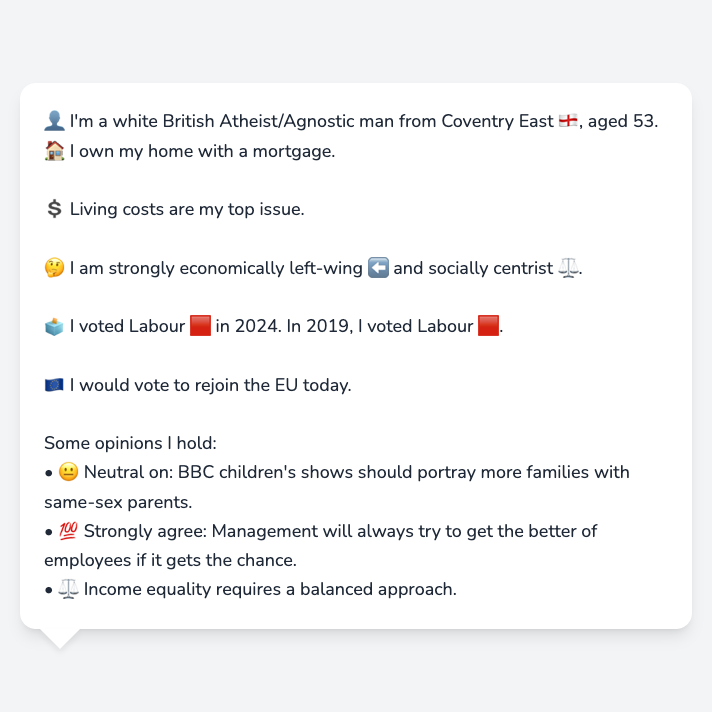 👤 I'm a white British Atheist/Agnostic man from Coventry East 🏴󠁧󠁢󠁥󠁮󠁧󠁿, aged 53.
🏠 I own my home with a mortgage.
💲 Living costs are my top issue.
🤔 I am strongly economically left-wing ⬅️ and socially centrist ⚖️.
🗳️ I voted Labour 🟥 in 2024. In 2019, I voted Labour 🟥.
🇪🇺 I would vote to rejoin the EU today.
Some opinions I hold:
• 😐 Neutral on: BBC children's shows should portray more families with
same-sex parents.
• 💯 Strongly agree: Management will always try to get the better of
employees if it gets the chance.
• ⚖️ Income equality requires a balanced approach.